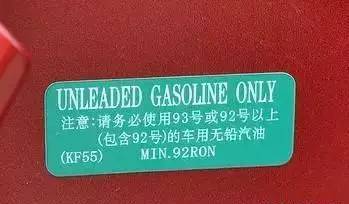 UNLEADED GASOLINE ONLY
注意:请务必使用93号或92号以上
(包含92号)的车用无铅汽油
(KF55) MIN.92RON